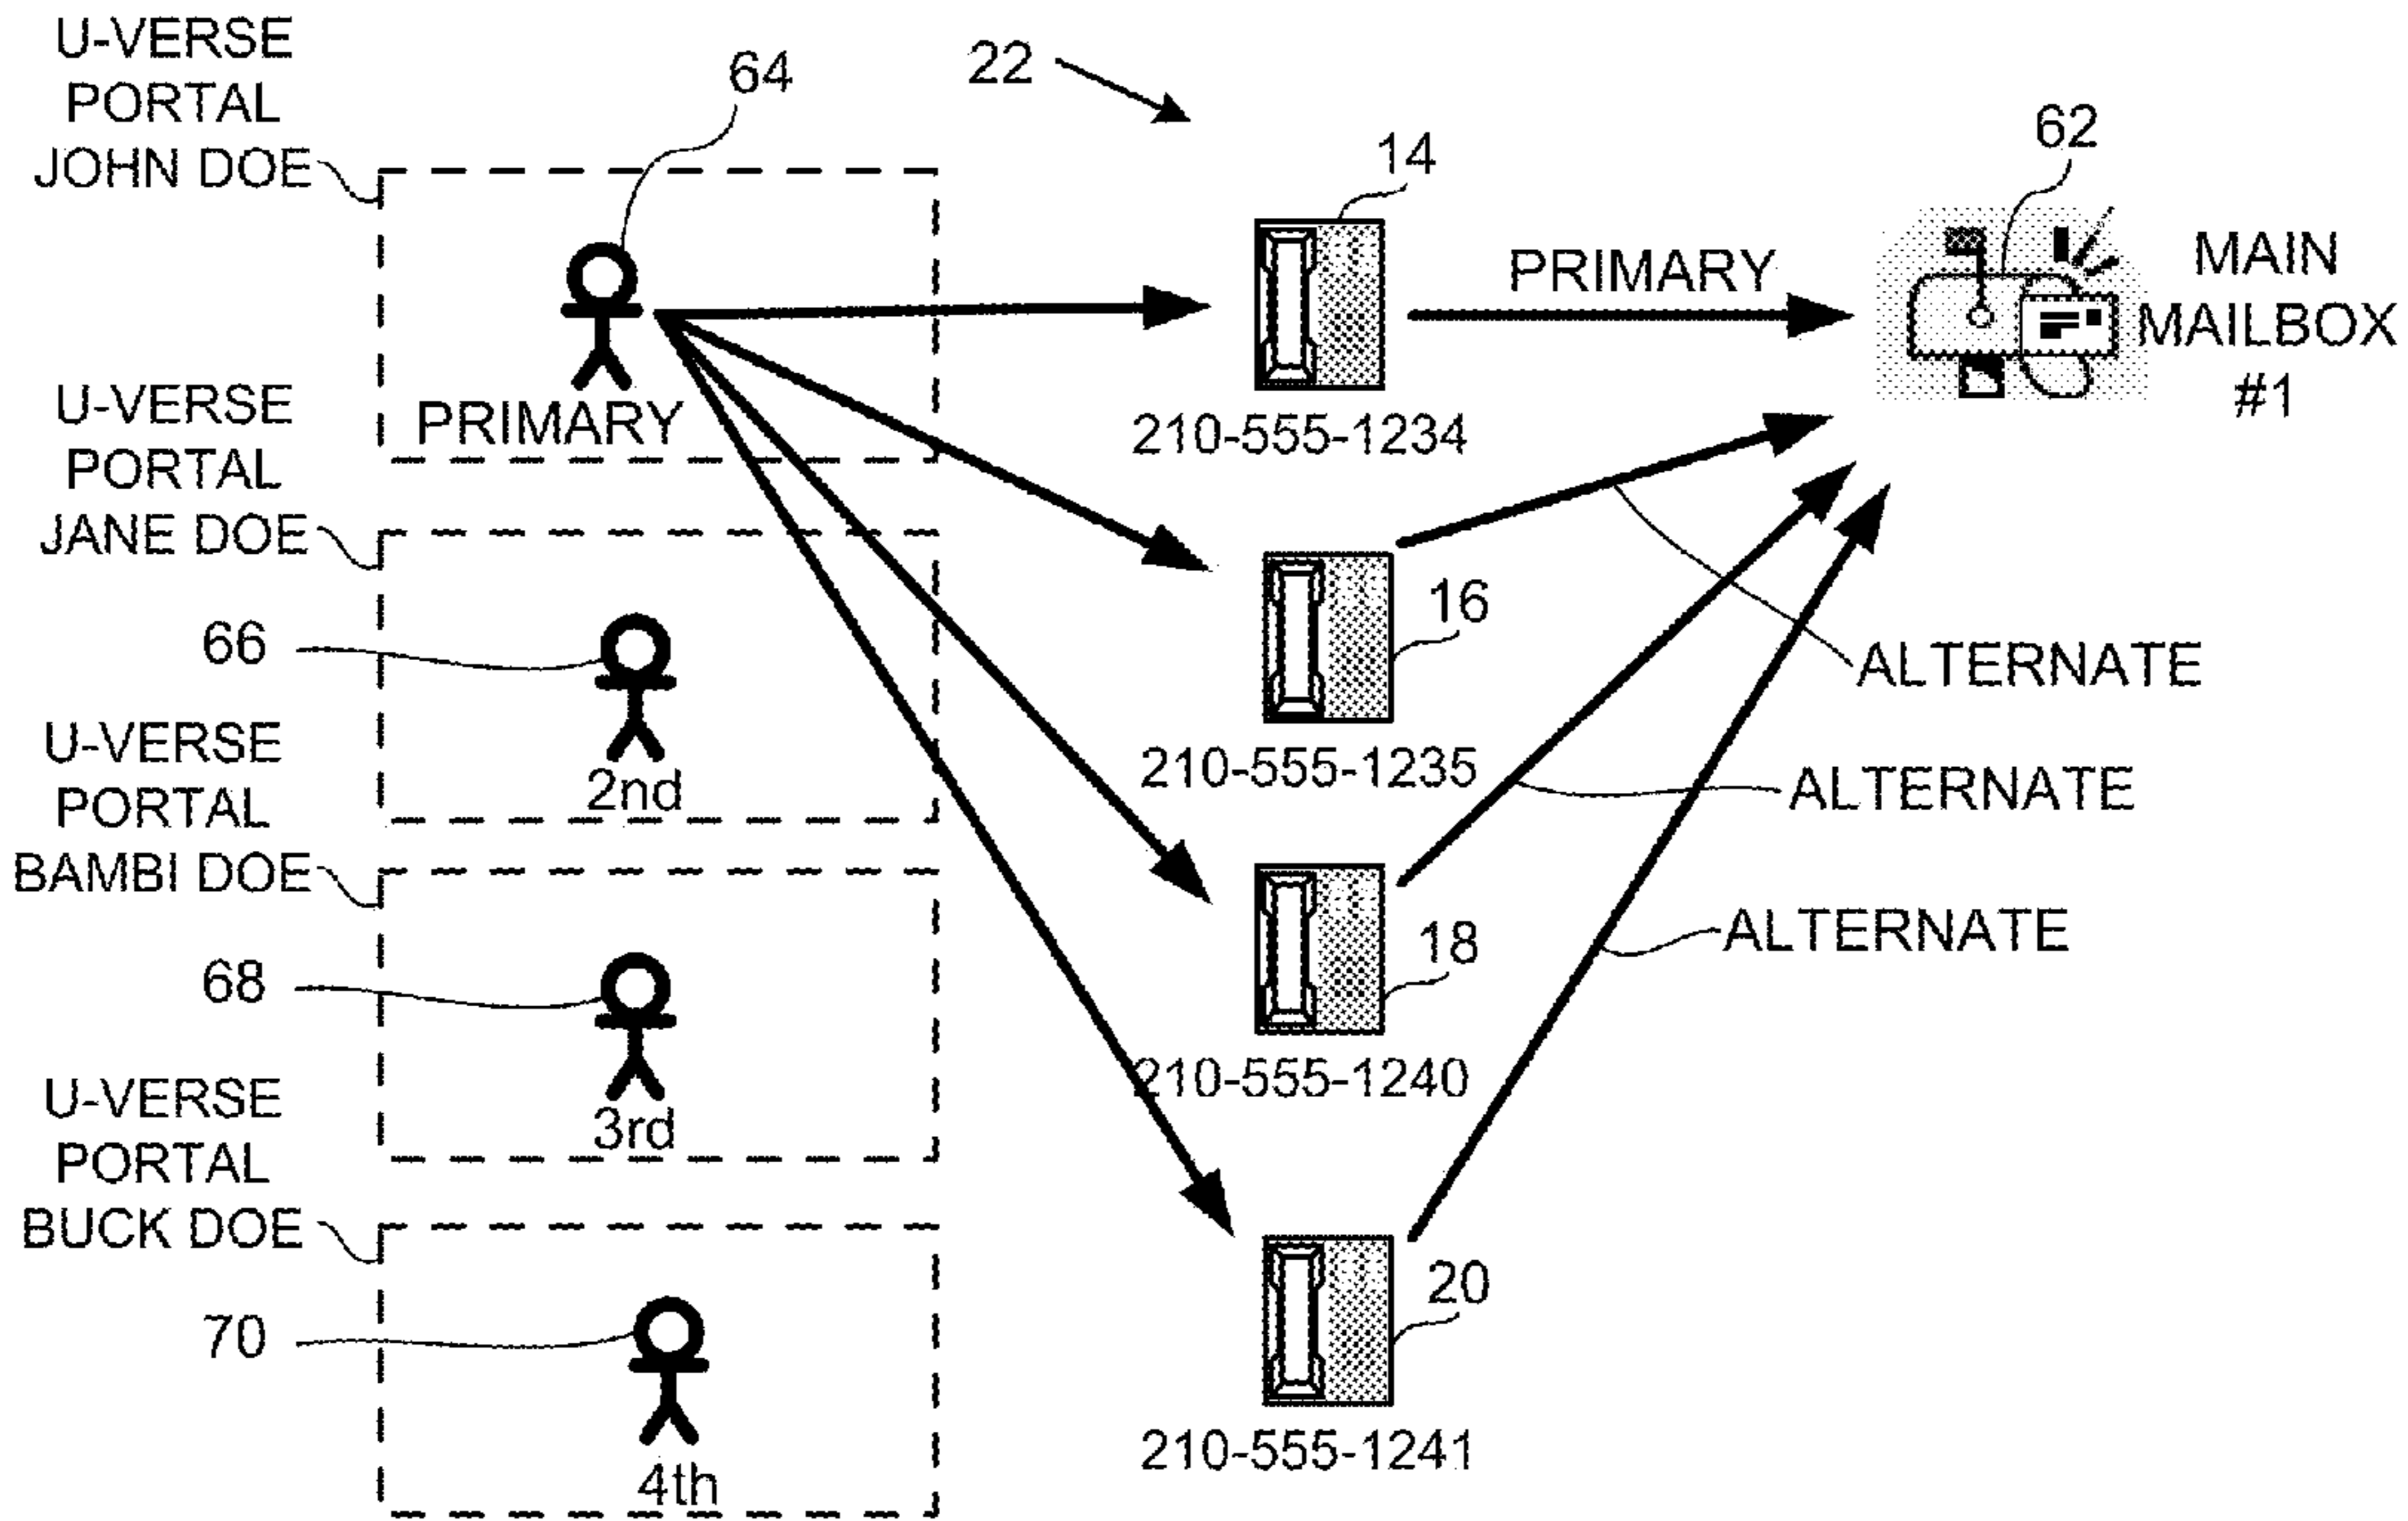 U-VERSE
PORTAL
JOHN DOE
64
22
14
62
PRIMARY
MAIN
MAILBOX
#1
PRIMARY
210-555-1234
U-VERSE
PORTAL
JANE DOE
66
2nd
16
210-555-1235
ALTERNATE
ALTERNATE
U-VERSE
PORTAL
BAMBI DOE
68
3rd
18
210-555-1240
ALTERNATE
U-VERSE
PORTAL
BUCK DOE
70
4th
20
210-555-1241